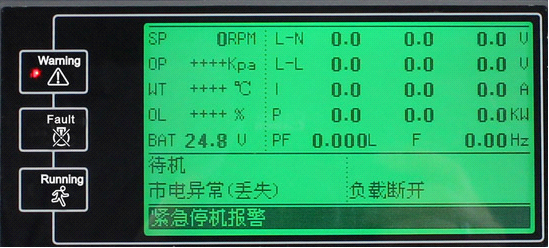 Warning
Fault
Running
SP 0RPM L-N 0.0 0.0 0.0 V
OP ++++Kpa L-L 0.0 0.0 0.0 V
WT ++++ ℃ I 0.0 0.0 0.0 A
OL ++++ % P 0.0 0.0 0.0KW
BAT 24.8 V PF 0.000L F 0.00Hz
待机
市电异常(丢失) 负载断开
紧急停机报警